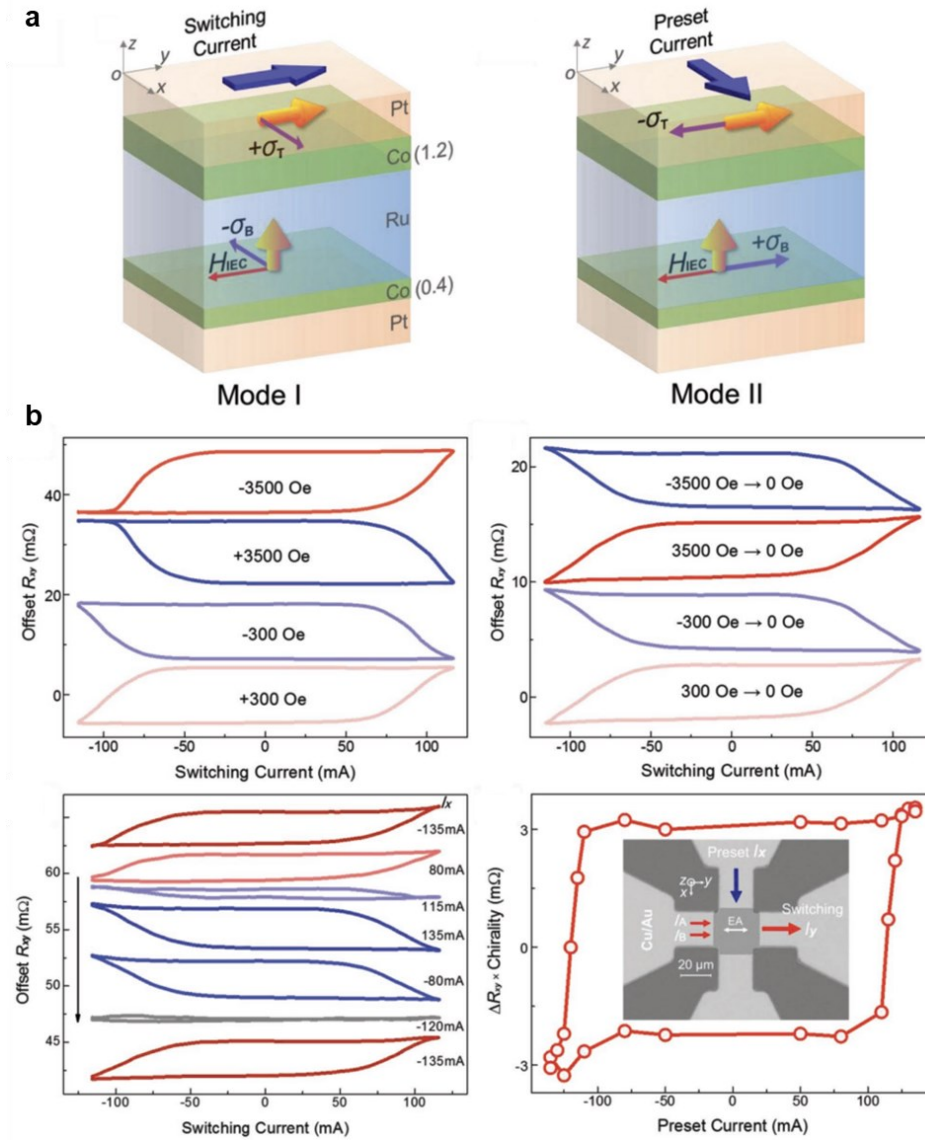 a
Switching
Current
z
y
x
o
Pt
+σT
Co (1.2)
Ru
-σB
HIEC
Co (0.4)
Pt
Mode I
Preset
Current
z
y
x
o
-σT
+σB
HIEC
Mode II
b
Offset Rxy (mΩ)
40
20
0
-3500 Oe
+3500 Oe
-300 Oe
+300 Oe
-100 -50 0 50 100
Switching Current (mA)
Offset Rxy (mΩ)
20
10
0
-3500 Oe → 0 Oe
3500 Oe → 0 Oe
-300 Oe → 0 Oe
300 Oe → 0 Oe
-100 -50 0 50 100
Switching Current (mA)
Offset Rxy (mΩ)
60
55
50
45
Ix
-135mA
80mA
115mA
135mA
-80mA
-120mA
-135mA
-100 -50 0 50 100
Switching Current (mA)
ΔRxy × Chirality (mΩ)
3
0
-3
Preset Ix
z y
x
Cu/Au
IA
IB
EA
Switching
Iy
20 μm
-100 -50 0 50 100
Preset Current (mA)